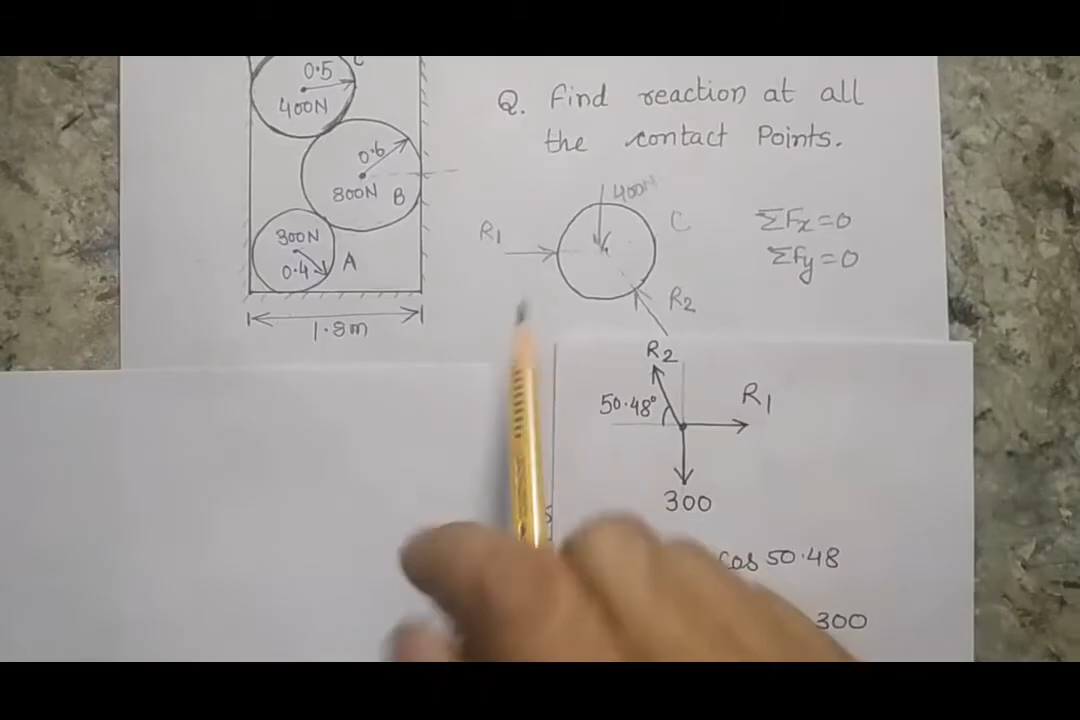 0.5
C
400N
0.6
800N B
300N
0.4
A
1.8m
Q. Find reaction at all
the contact Points.
400N
C
R1
R2
ΣFx=0
ΣFy=0
R2
50.48°
R1
300
cos 50.48
300